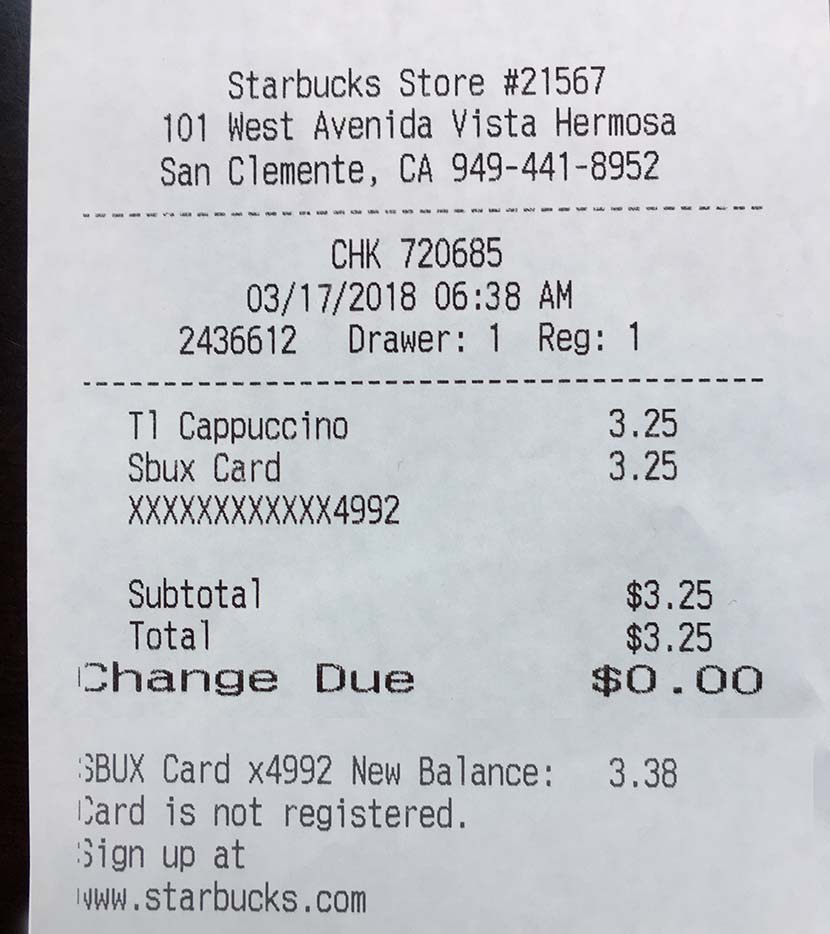 Starbucks Store #21567
101 West Avenida Vista Hermosa
San Clemente, CA 949-441-8952
CHK 720685
03/17/2018 06:38 AM
2436612 Drawer: 1 Reg: 1
Tl Cappuccino 3.25
Sbux Card 3.25
XXXXXXXXXXXX4992
Subtotal $3.25
Total $3.25
Change Due $0.00
SBUX Card x4992 New Balance: 3.38
Card is not registered.
Sign up at
www.starbucks.com